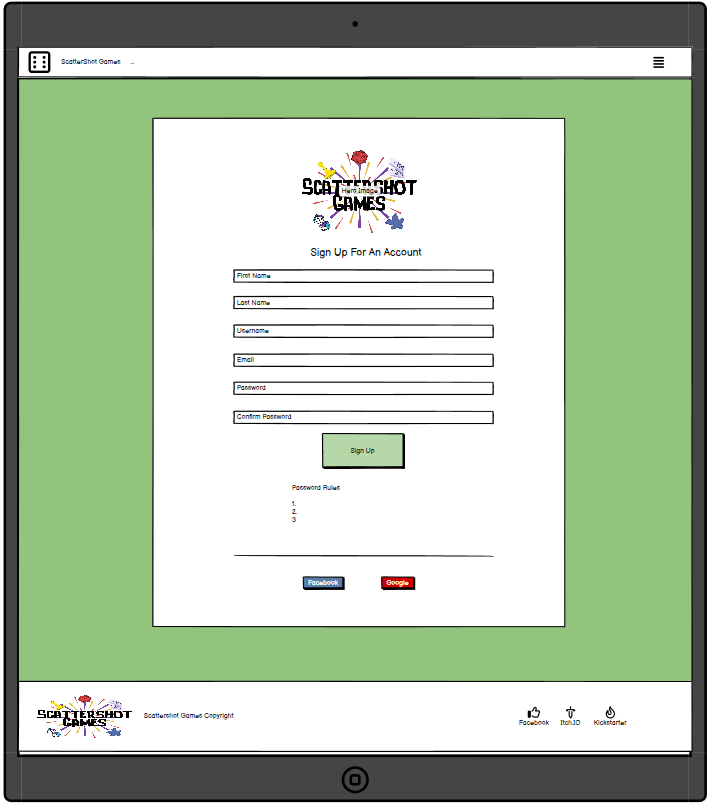 ScatterShot Games ...
SCATTERSHOT
Hero Image
GAMES
Sign Up For An Account
First Name
Last Name
Username
Email
Password
Confirm Password
Sign Up
Password Rules
1.
2.
3
Facebook Google
SCATTERSHOT
GAMES
Scattershot Games Copyright
Facebook Itch.IO Kickstarter